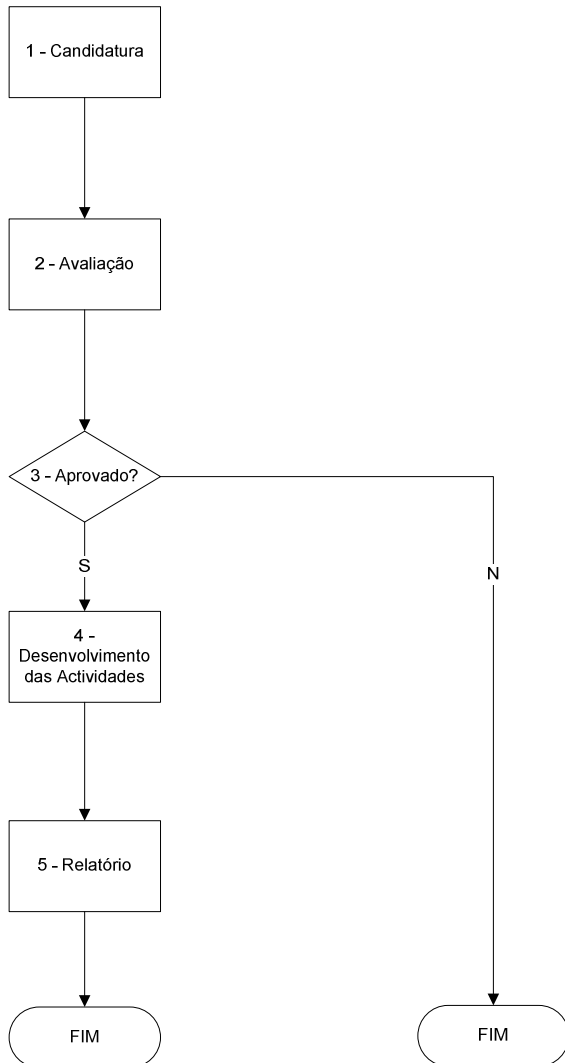 1 - Candidatura
2 - Avaliação
3 - Aprovado?
S
N
4 -
Desenvolvimento
das Actividades
5 - Relatório
FIM
FIM